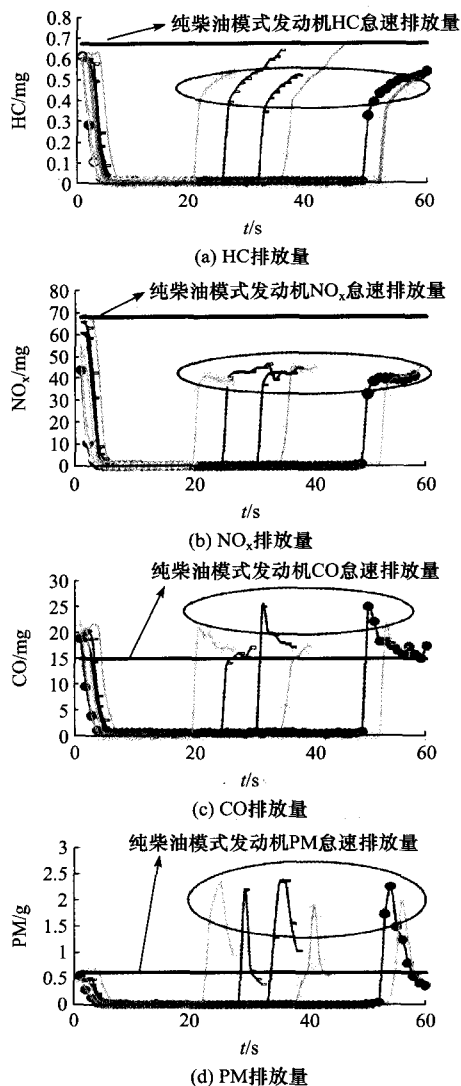 纯柴油模式发动机HC怠速排放量
HC/mg
0.8
0.7
0.6
0.5
0.4
0.3
0.2
0.1
0
20
40
60
t/s
(a) HC排放量
纯柴油模式发动机NOx怠速排放量
NOx/mg
80
70
60
50
40
30
20
10
0
0
20
40
60
t/s
(b) NOx排放量
纯柴油模式发动机CO怠速排放量
CO/mg
30
25
20
15
10
5
0
0
20
40
60
t/s
(c) CO排放量
纯柴油模式发动机PM怠速排放量
PM/g
3
2.5
2
1.5
1
0.5
0
0
20
40
60
t/s
(d) PM排放量